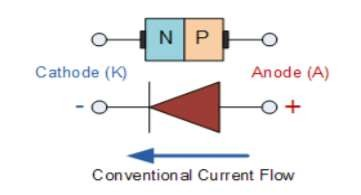 N P
Cathode (K) Anode (A)
- +
Conventional Current Flow